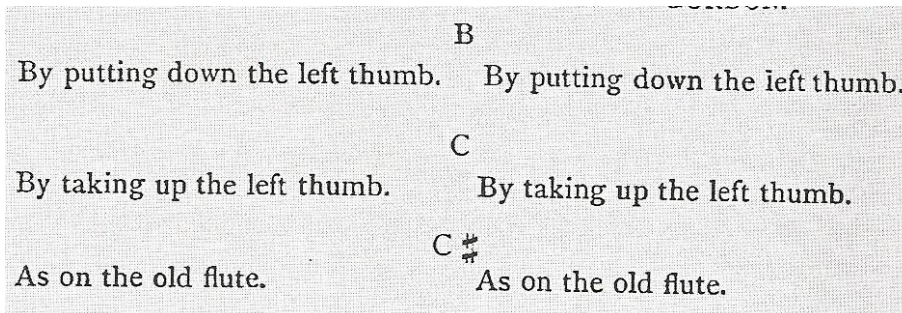 B
By putting down the left thumb. By putting down the left thumb.
C
By taking up the left thumb. By taking up the left thumb.
C♯
As on the old flute. As on the old flute.